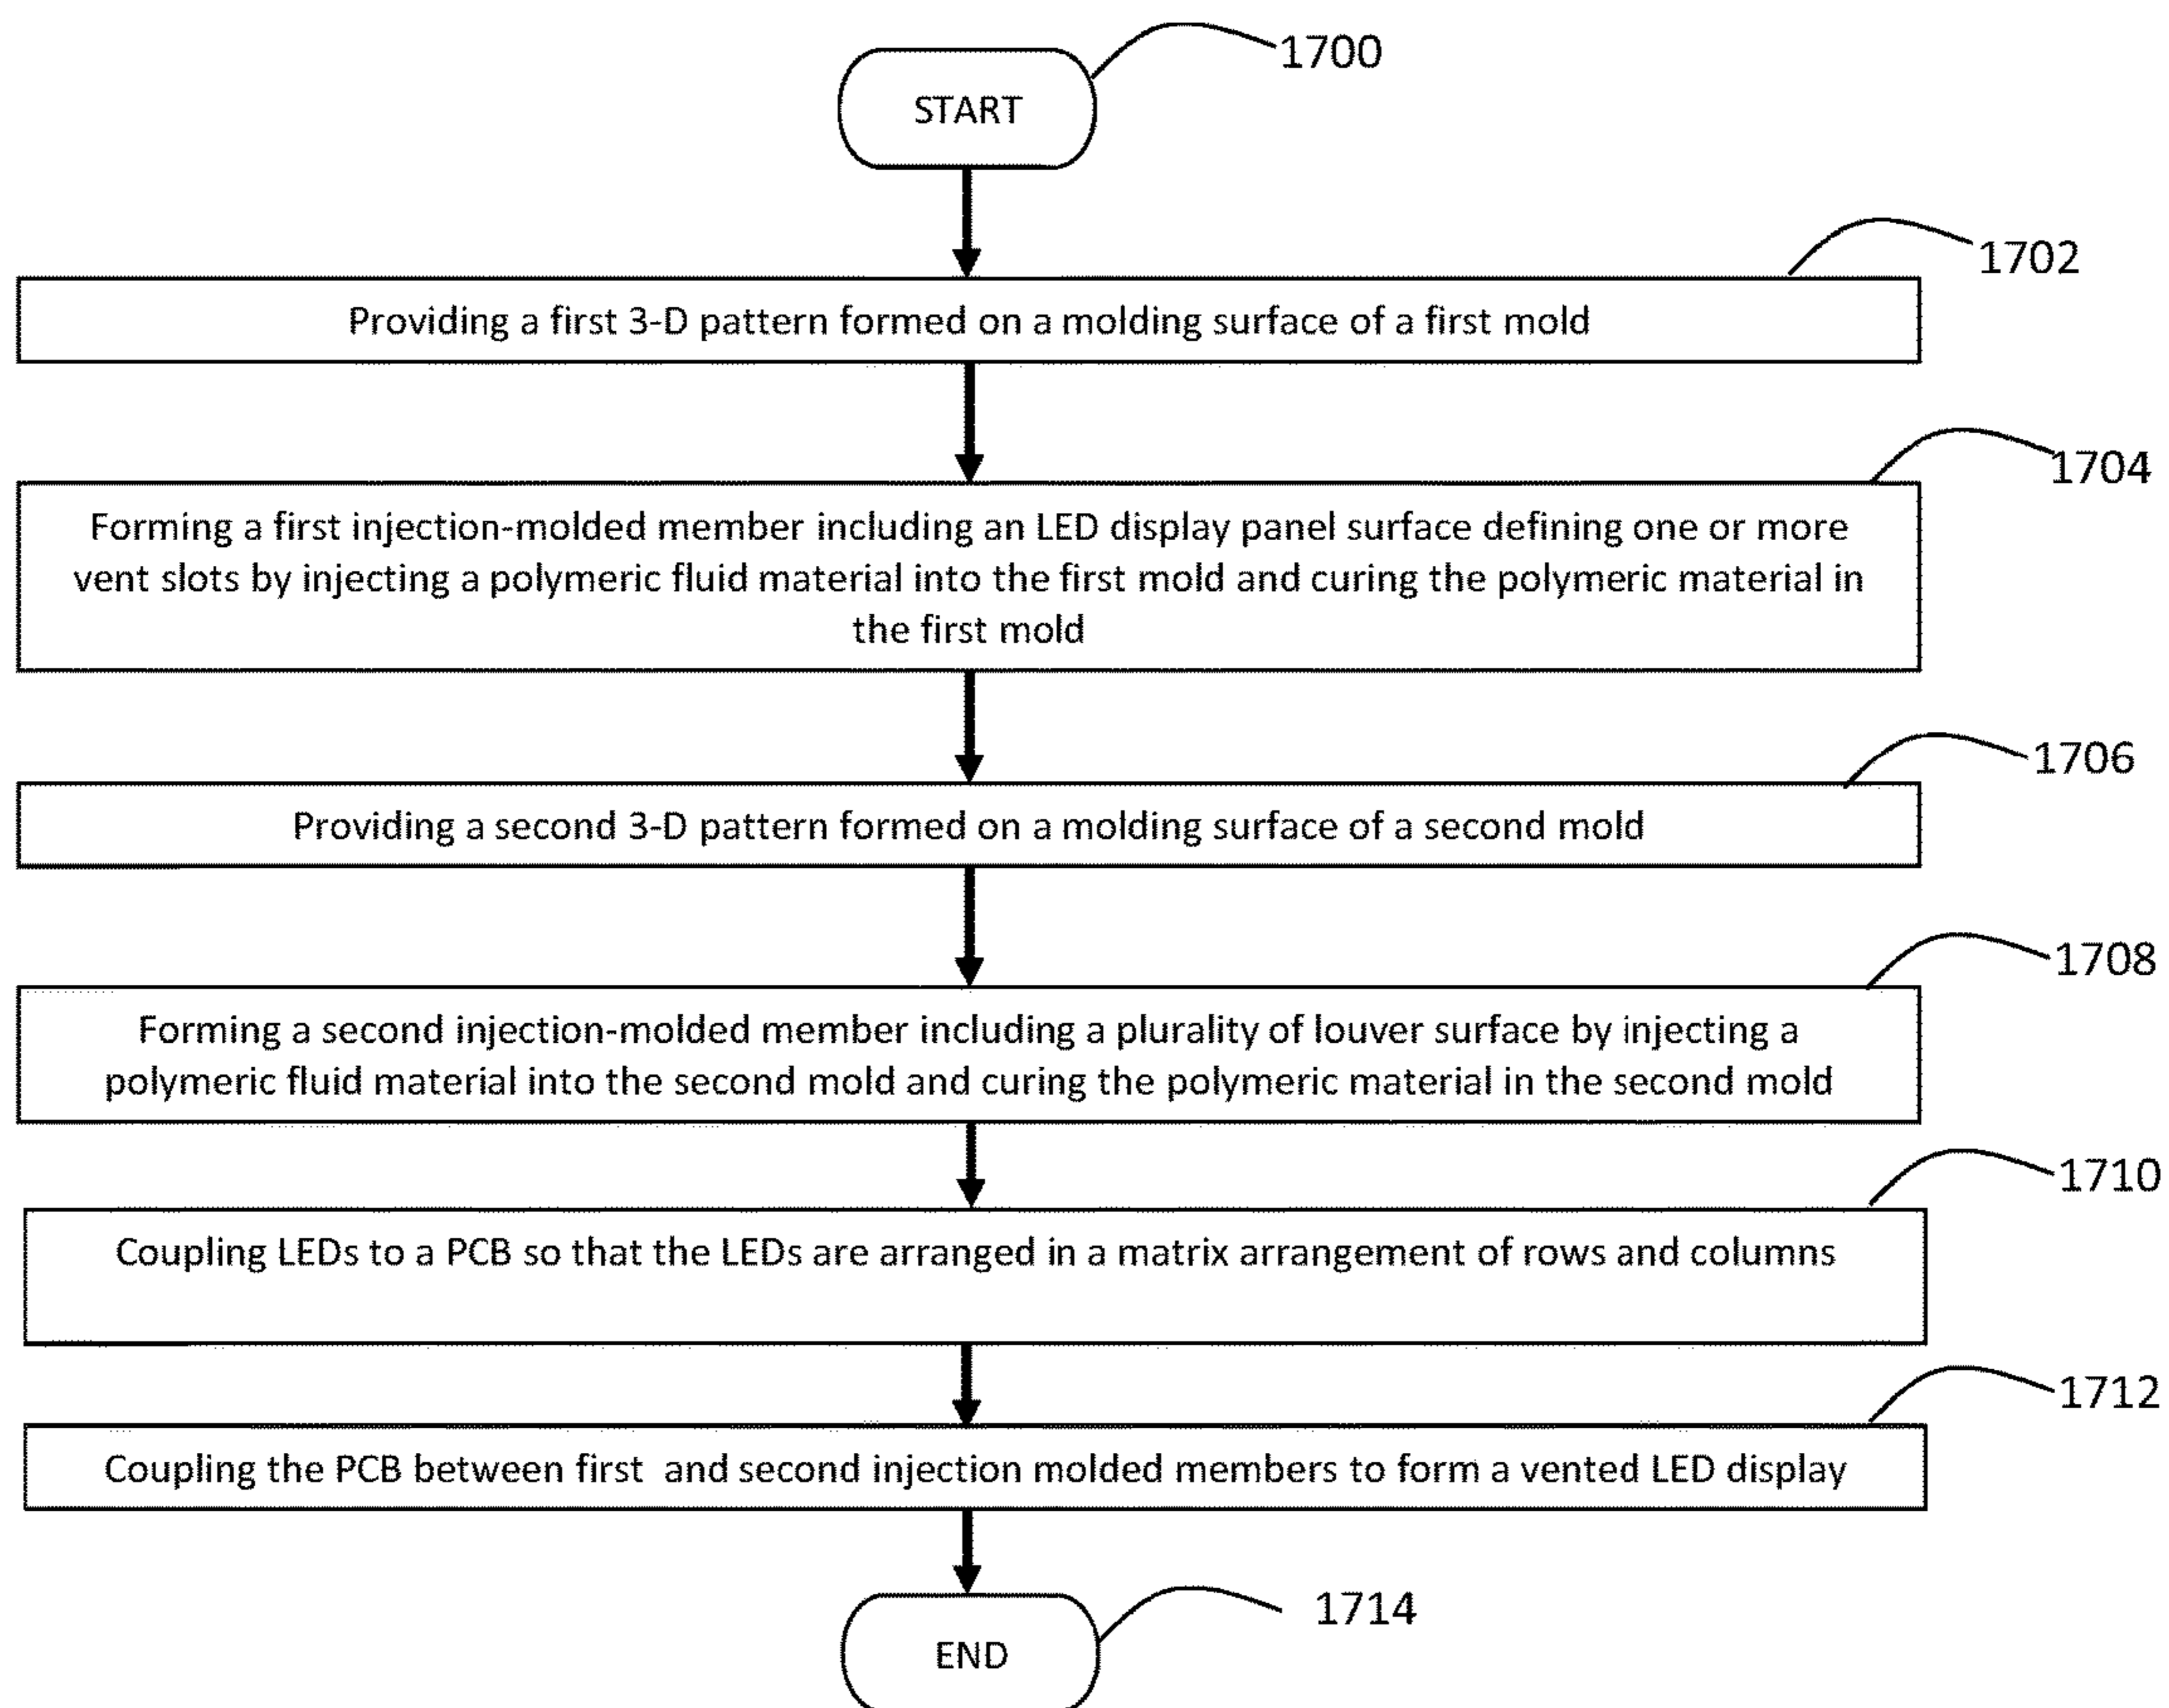 1700
START
1702
Providing a first 3-D pattern formed on a molding surface of a first mold
1704
Forming a first injection-molded member including an LED display panel surface defining one or more
vent slots by injecting a polymeric fluid material into the first mold and curing the polymeric material in
the first mold
1706
Providing a second 3-D pattern formed on a molding surface of a second mold
1708
Forming a second injection-molded member including a plurality of louver surface by injecting a
polymeric fluid material into the second mold and curing the polymeric material in the second mold
1710
Coupling LEDs to a PCB so that the LEDs are arranged in a matrix arrangement of rows and columns
1712
Coupling the PCB between first and second injection molded members to form a vented LED display
1714
END